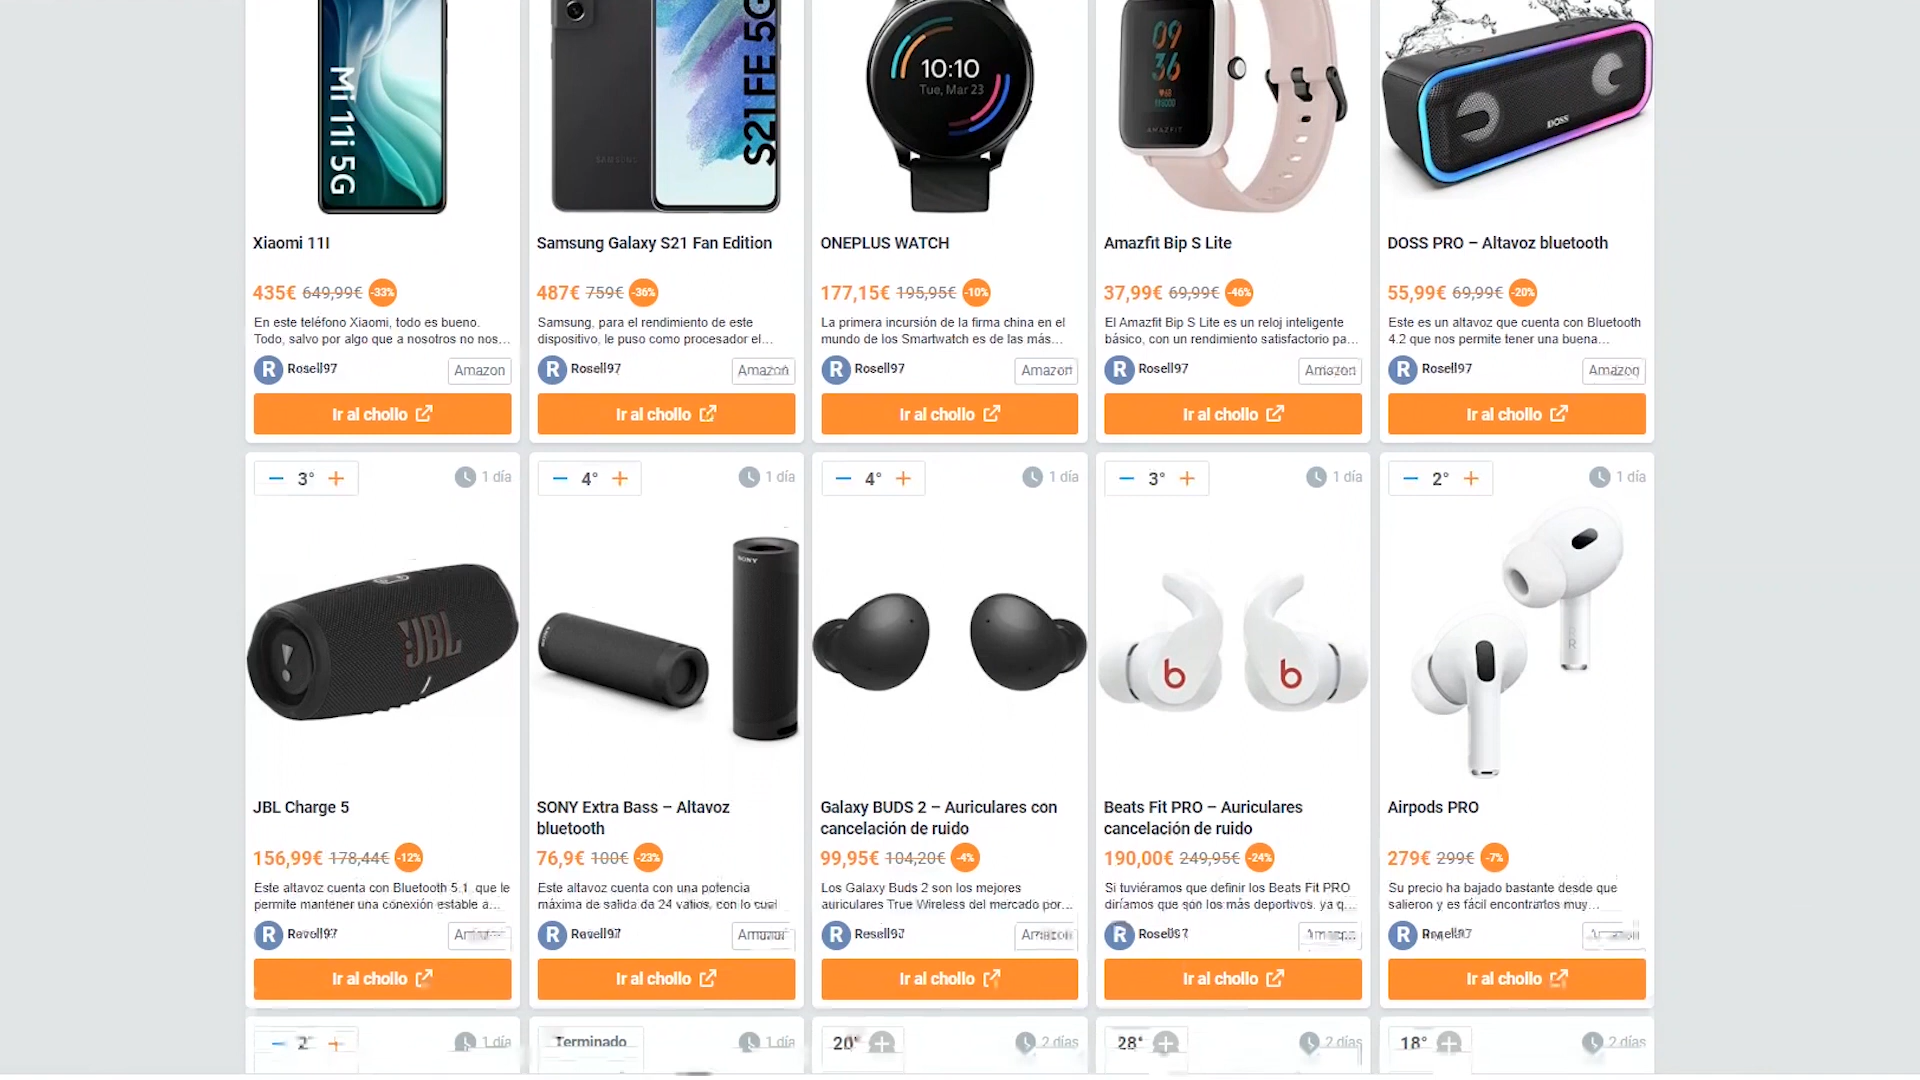 Mi 11i 5G
SAMSUNG
S21 FE 5G
10:10
Tue, Mar 23
09
36
AMAZFIT
DOSS
Xiaomi 11I
Samsung Galaxy S21 Fan Edition
ONEPLUS WATCH
Amazfit Bip S Lite
DOSS PRO – Altavoz bluetooth
435€ 649,99€ -33%
487€ 759€ -36%
177,15€ 195,95€ -10%
37,99€ 69,99€ -46%
55,99€ 69,99€ -20%
En este teléfono Xiaomi, todo es bueno.
Todo, salvo por algo que a nosotros no nos...
Samsung, para el rendimiento de este
dispositivo, le puso como procesador el...
La primera incursión de la firma china en el
mundo de los Smartwatch es de las más...
El Amazfit Bip S Lite es un reloj inteligente
básico, con un rendimiento satisfactorio pa...
Este es un altavoz que cuenta con Bluetooth
4.2 que nos permite tener una buena...
R Rosell97 Amazon
R Rosell97 Amazon
R Rosell97 Amazon
R Rosell97 Amazon
R Rosell97 Amazon
Ir al chollo
Ir al chollo
Ir al chollo
Ir al chollo
Ir al chollo
− 3° + 1 día
− 4° + 1 día
− 4° + 1 día
− 3° + 1 día
− 2° + 1 día
JBL
SONY
SONY
b
b
R
JBL Charge 5
SONY Extra Bass – Altavoz
bluetooth
Galaxy BUDS 2 – Auriculares con
cancelación de ruido
Beats Fit PRO – Auriculares
cancelación de ruido
Airpods PRO
156,99€ 178,44€ -12%
76,9€ 100€ -23%
99,95€ 104,20€ -4%
190,00€ 249,95€ -24%
279€ 299€ -7%
Este altavoz cuenta con Bluetooth 5.1, que le
permite mantener una conexión estable a...
Este altavoz cuenta con una potencia
máxima de salida de 24 vatios, con lo cual
Los Galaxy Buds 2 son los mejores
auriculares True Wireless del mercado por...
Si tuviéramos que definir los Beats Fit PRO
diríamos que son los más deportivos, ya q...
Su precio ha bajado bastante desde que
salieron y es fácil encontrarlos muy...
R
R
R Rosell97 Amazon
R
R
Ir al chollo
Ir al chollo
Ir al chollo
Ir al chollo
Ir al chollo
− 2° + 1 día
Terminado 1 día
20° + 2 días
28° + 2 días
18° + 2 días